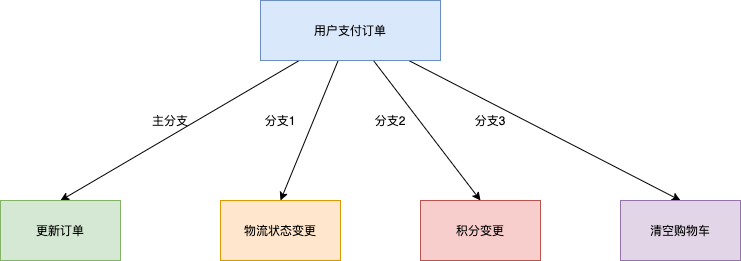 用户支付订单
主分支
分支1
分支2
分支3
更新订单
物流状态变更
积分变更
清空购物车